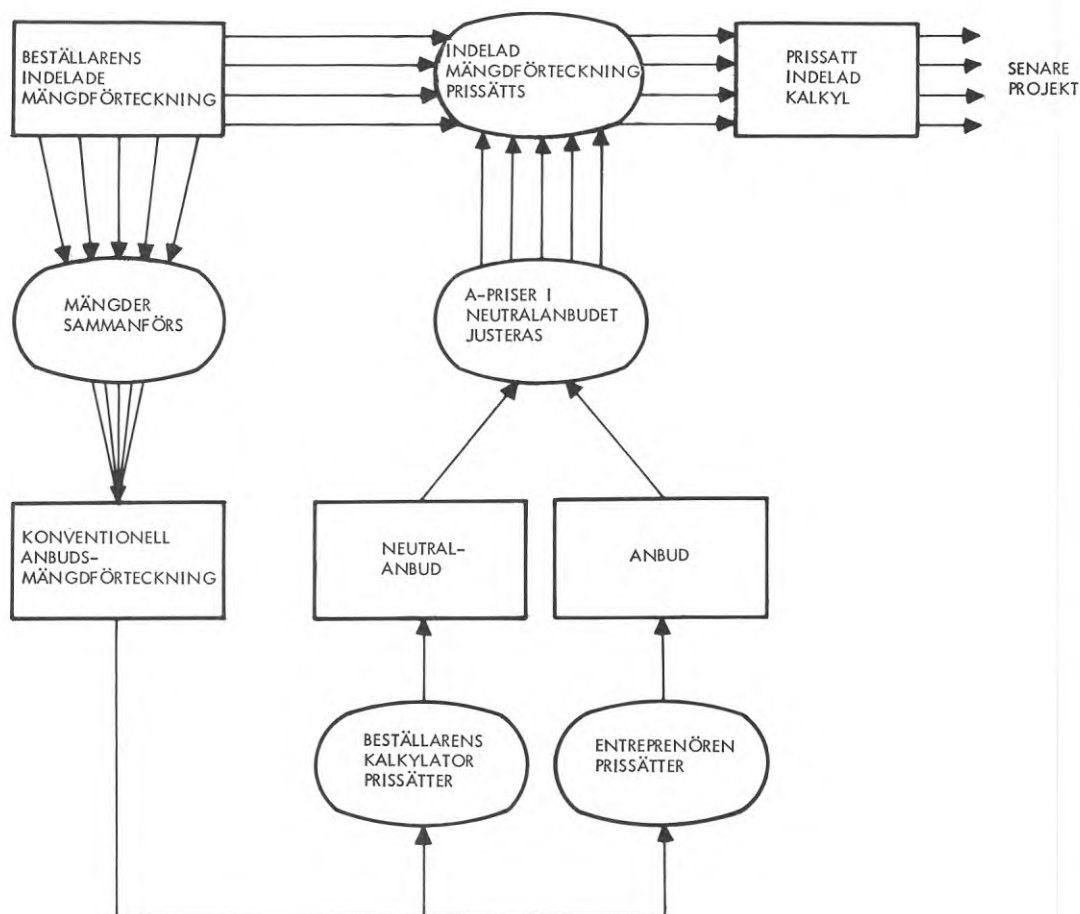 BESTÄLLARENS
INDELADE
MÄNGDFÖRTECKNING
INDELAD
MÄNGDFÖRTECKNING
PRISSÄTTS
PRISSATT
INDELAD
KALKYL
SENARE
PROJEKT
MÄNGDER
SAMMANFÖRS
A-PRISER I
NEUTRALANBUDET
JUSTERAS
KONVENTIONELL
ANBUDS-
MÄNGDFÖRTECKNING
NEUTRAL-
ANBUD
ANBUD
BESTÄLLARENS
KALKYLATOR
PRISSÄTTER
ENTREPRENÖREN
PRISSÄTTER